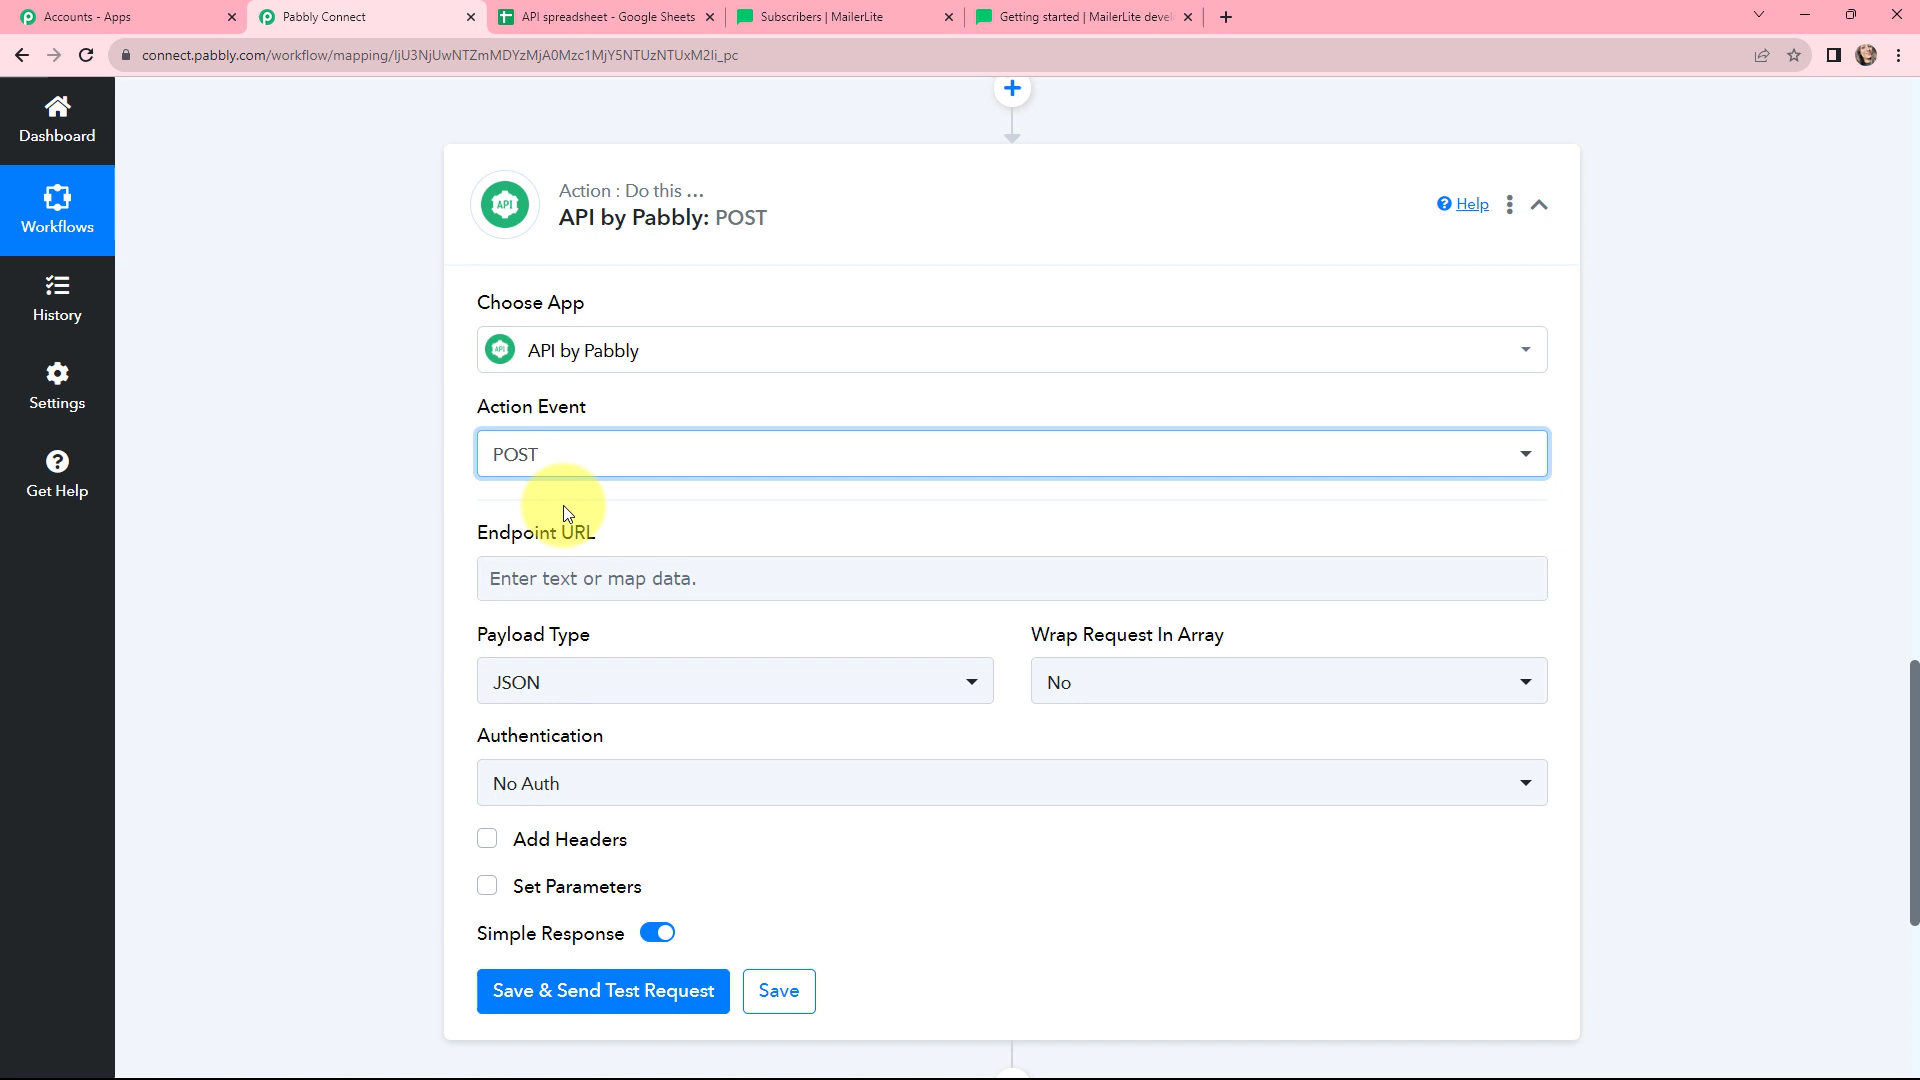 Accounts - Apps
Pabbly Connect
API spreadsheet - Google Sheets
Subscribers | MailerLite
Getting started | MailerLite devel
connect.pabbly.com/workflow/mapping/IjU3NjUwNTZmMDYzMjA0Mzc1MjY5NTUzNTUxM2Ii_pc
Dashboard
Workflows
History
Settings
Get Help
Action : Do this ...
API by Pabbly: POST
Help
Choose App
API
API by Pabbly
Action Event
POST
Endpoint URL
Enter text or map data.
Payload Type
Wrap Request In Array
JSON
No
Authentication
No Auth
Add Headers
Set Parameters
Simple Response
Save & Send Test Request
Save